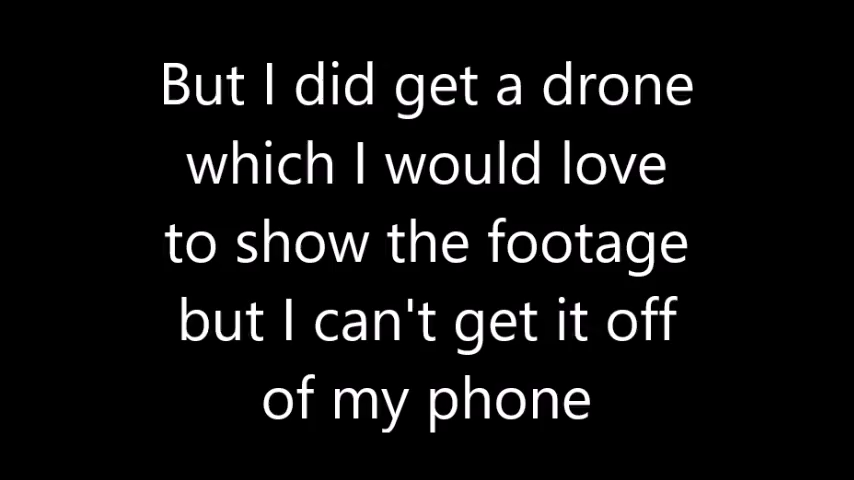 But I did get a drone
which I would love
to show the footage
but I can't get it off
of my phone